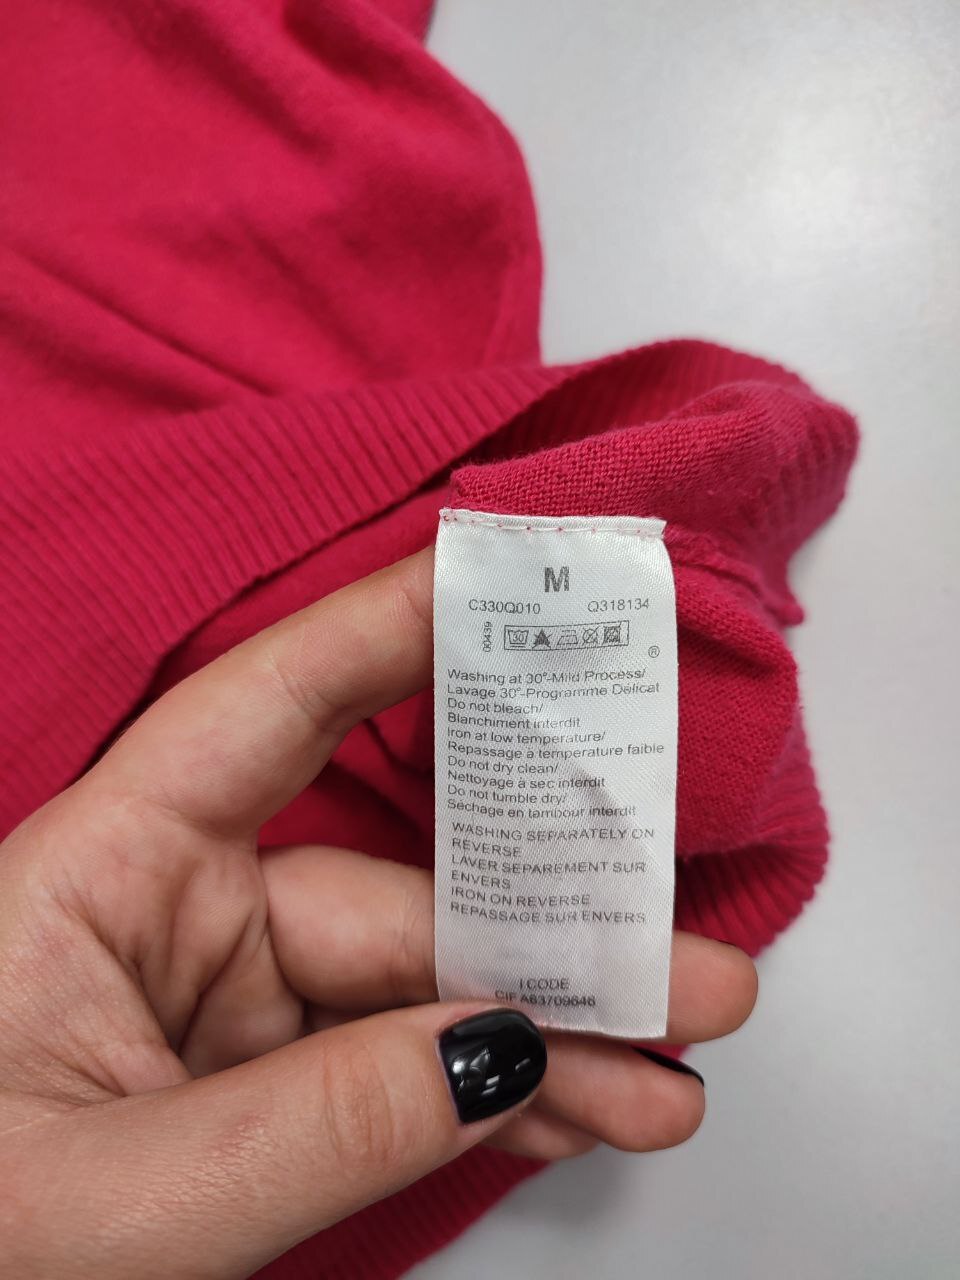 M
C330Q010 Q318134
00439
30
®
Washing at 30°-Mild Process/
Lavage 30°-Programme Délicat
Do not bleach/
Blanchiment interdit
Iron at low temperature/
Repassage à temperature faible
Do not dry clean/
Nettoyage à sec interdit
Do not tumble dry/
Séchage en tambour interdit
WASHING SEPARATELY ON
REVERSE
LAVER SEPAREMENT SUR
ENVERS
IRON ON REVERSE
REPASSAGE SUR ENVERS
I CODE
CIF A63709646